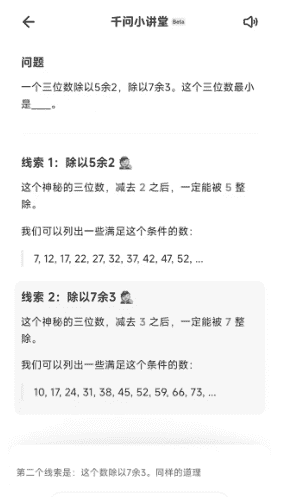 千问小讲堂 Beta
问题
一个三位数除以5余2，除以7余3。这个三位数最小
是____。
线索 1：除以5余2
这个神秘的三位数，减去 2 之后，一定能被 5 整
除。
我们可以列出一些满足这个条件的数：
7, 12, 17, 22, 27, 32, 37, 42, 47, 52, ...
线索 2：除以7余3
这个神秘的三位数，减去 3 之后，一定能被 7 整
除。
我们可以列出一些满足这个条件的数：
10, 17, 24, 31, 38, 45, 52, 59, 66, 73, ...
第二个线索是：这个数除以7余3。同样的道理